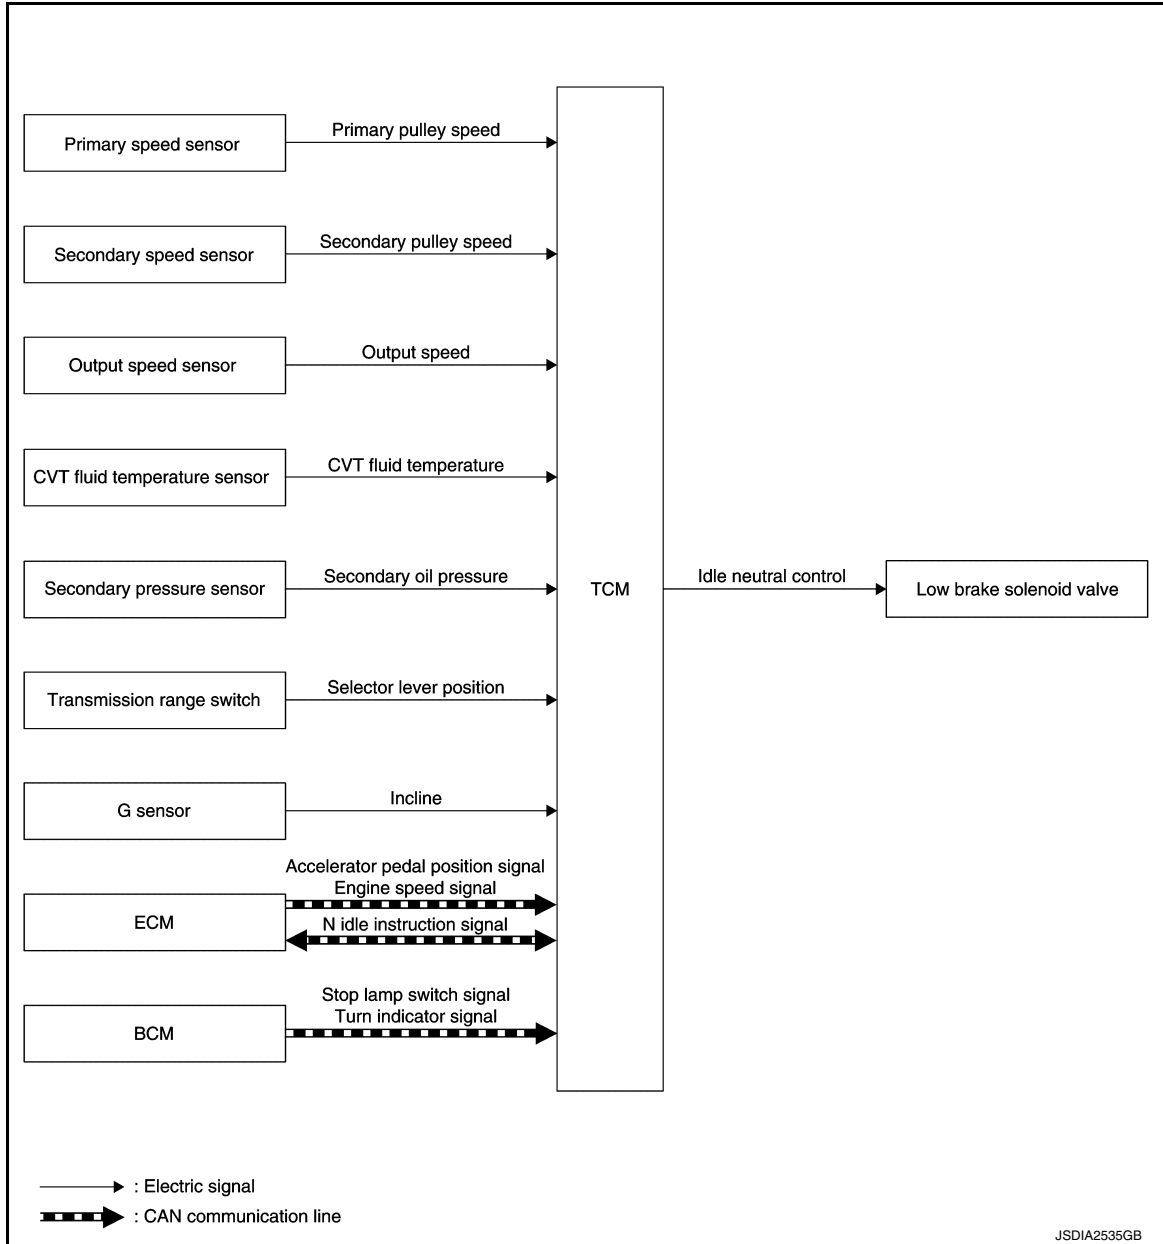 Primary speed sensor
Primary pulley speed
Secondary speed sensor
Secondary pulley speed
Output speed sensor
Output speed
CVT fluid temperature sensor
CVT fluid temperature
Secondary pressure sensor
Secondary oil pressure
TCM
Idle neutral control
Low brake solenoid valve
Transmission range switch
Selector lever position
G sensor
Incline
ECM
Accelerator pedal position signal
Engine speed signal
N idle instruction signal
BCM
Stop lamp switch signal
Turn indicator signal
: Electric signal
: CAN communication line
JSDIA2535GB